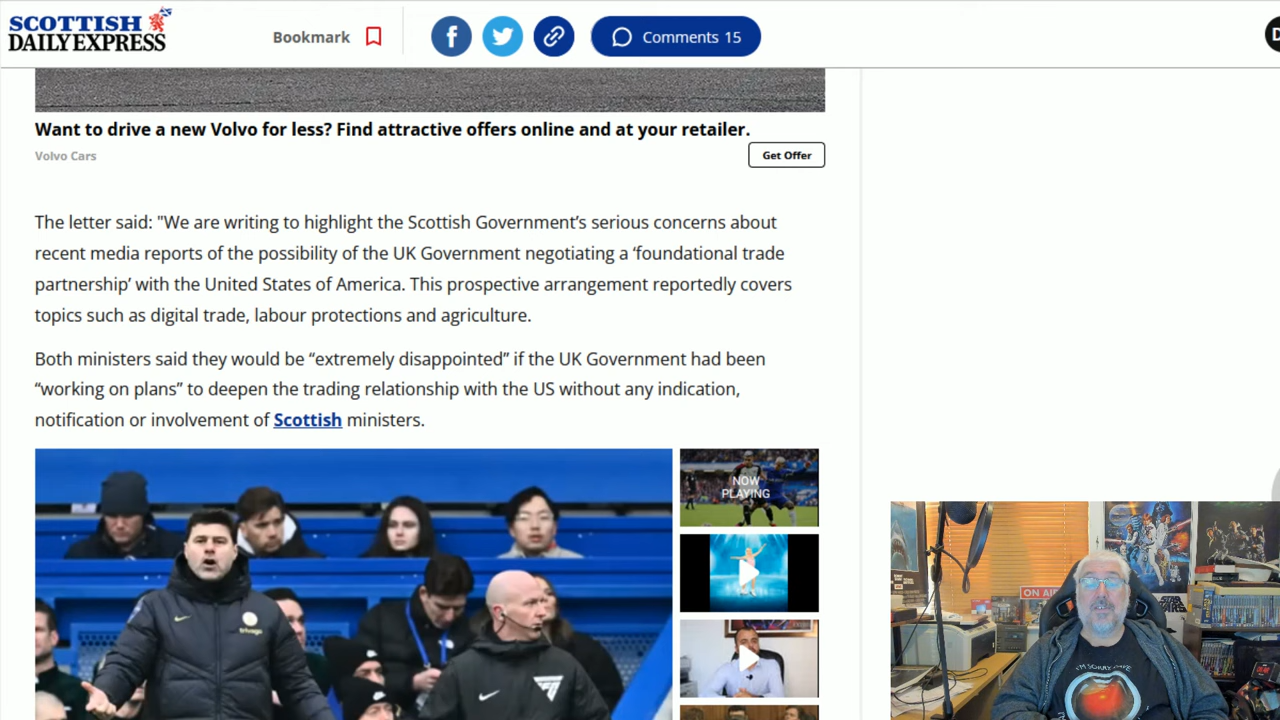 SCOTTISH
DAILY EXPRESS
Bookmark
Comments 15
D
Want to drive a new Volvo for less? Find attractive offers online and at your retailer.
Volvo Cars
Get Offer
The letter said: "We are writing to highlight the Scottish Government’s serious concerns about
recent media reports of the possibility of the UK Government negotiating a ‘foundational trade
partnership’ with the United States of America. This prospective arrangement reportedly covers
topics such as digital trade, labour protections and agriculture.
Both ministers said they would be “extremely disappointed” if the UK Government had been
“working on plans” to deepen the trading relationship with the US without any indication,
notification or involvement of Scottish ministers.
NOW
PLAYING
trivago
ON AIR
STAR
WARS
I'M SORRY DAVE